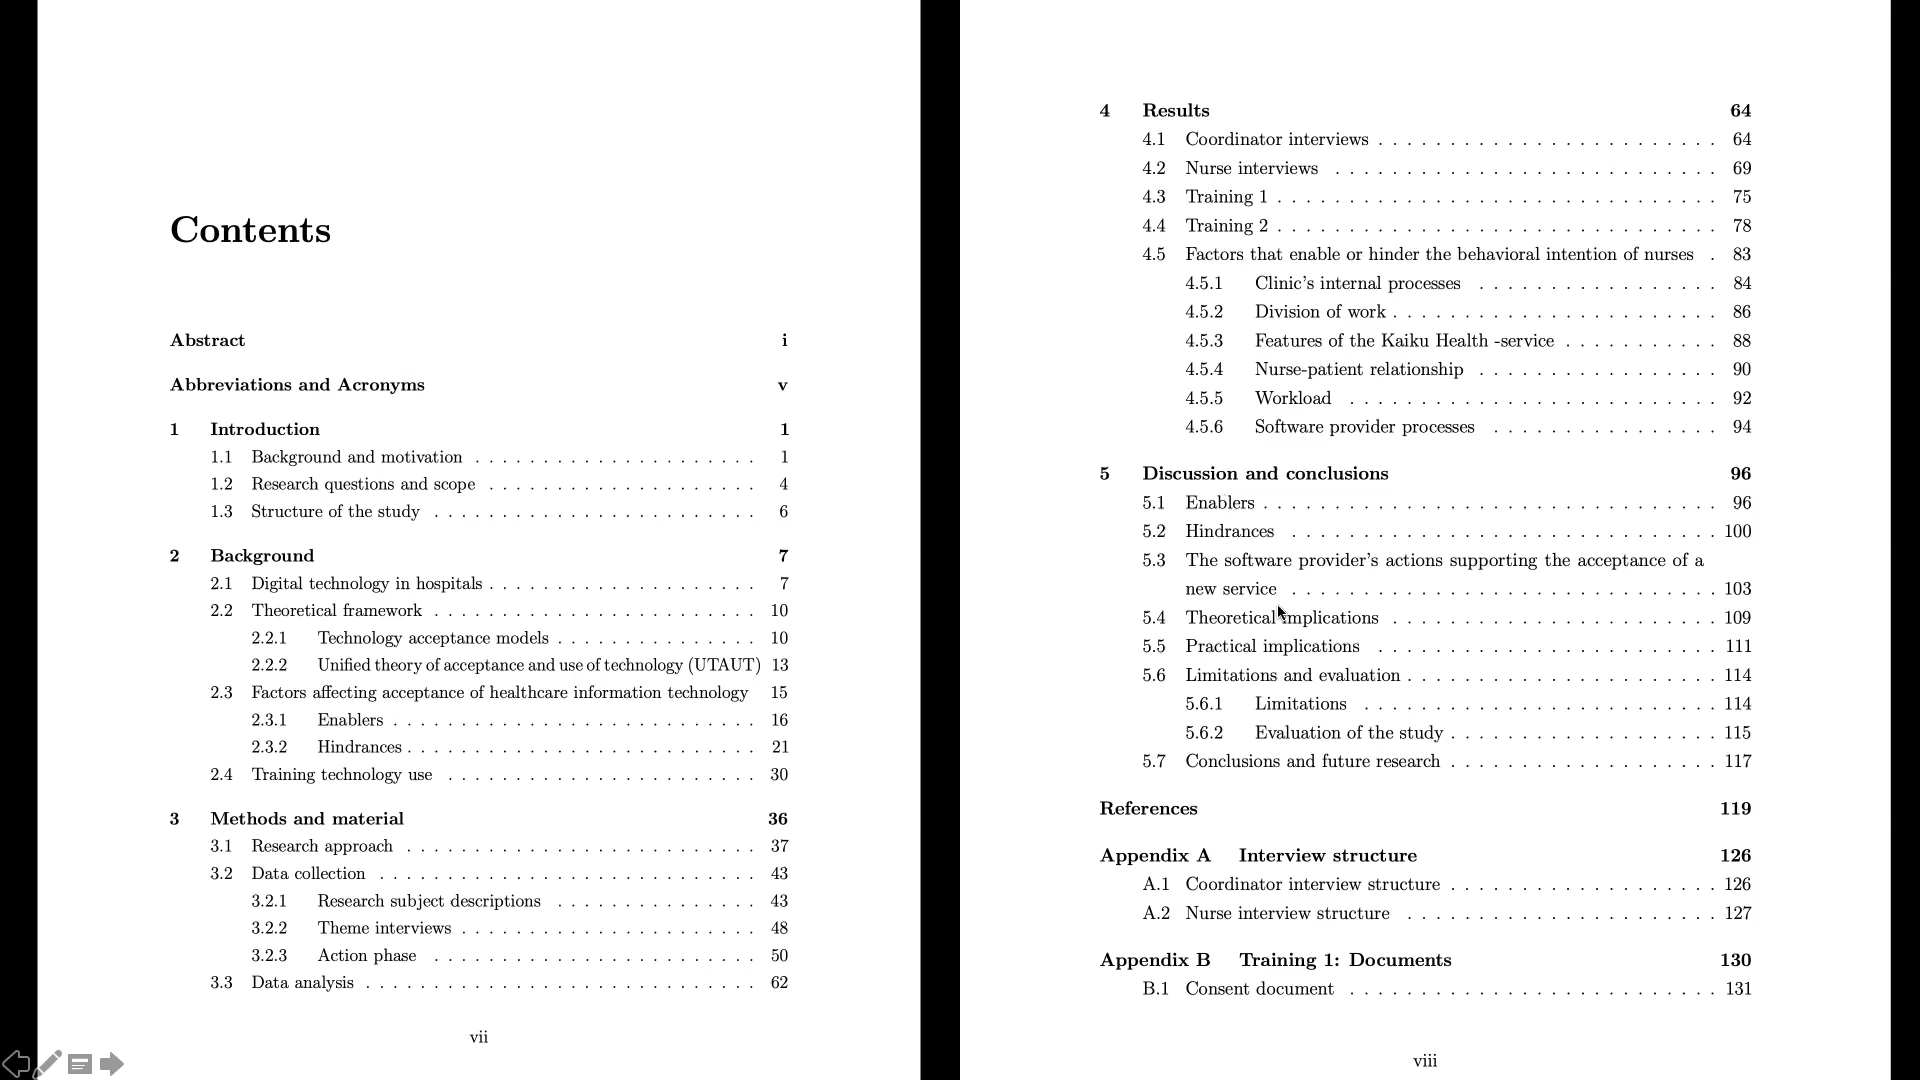 Contents
Abstract i
Abbreviations and Acronyms v
1 Introduction 1
1.1 Background and motivation . . . . . . . . . . . . . . . . . . . . . 1
1.2 Research questions and scope . . . . . . . . . . . . . . . . . . . . 4
1.3 Structure of the study . . . . . . . . . . . . . . . . . . . . . . . . 6
2 Background 7
2.1 Digital technology in hospitals . . . . . . . . . . . . . . . . . . . . 7
2.2 Theoretical framework . . . . . . . . . . . . . . . . . . . . . . . . 10
2.2.1 Technology acceptance models . . . . . . . . . . . . . . . 10
2.2.2 Unified theory of acceptance and use of technology (UTAUT) 13
2.3 Factors affecting acceptance of healthcare information technology 15
2.3.1 Enablers . . . . . . . . . . . . . . . . . . . . . . . . . . . 16
2.3.2 Hindrances . . . . . . . . . . . . . . . . . . . . . . . . . . 21
2.4 Training technology use . . . . . . . . . . . . . . . . . . . . . . . 30
3 Methods and material 36
3.1 Research approach . . . . . . . . . . . . . . . . . . . . . . . . . . 37
3.2 Data collection . . . . . . . . . . . . . . . . . . . . . . . . . . . . 43
3.2.1 Research subject descriptions . . . . . . . . . . . . . . . 43
3.2.2 Theme interviews . . . . . . . . . . . . . . . . . . . . . . 48
3.2.3 Action phase . . . . . . . . . . . . . . . . . . . . . . . . 50
3.3 Data analysis . . . . . . . . . . . . . . . . . . . . . . . . . . . . . 62
vii
4 Results 64
4.1 Coordinator interviews . . . . . . . . . . . . . . . . . . . . . . . . 64
4.2 Nurse interviews . . . . . . . . . . . . . . . . . . . . . . . . . . . 69
4.3 Training 1 . . . . . . . . . . . . . . . . . . . . . . . . . . . . . . . 75
4.4 Training 2 . . . . . . . . . . . . . . . . . . . . . . . . . . . . . . . 78
4.5 Factors that enable or hinder the behavioral intention of nurses . 83
4.5.1 Clinic's internal processes . . . . . . . . . . . . . . . . . 84
4.5.2 Division of work . . . . . . . . . . . . . . . . . . . . . . . 86
4.5.3 Features of the Kaiku Health -service . . . . . . . . . . . 88
4.5.4 Nurse-patient relationship . . . . . . . . . . . . . . . . . 90
4.5.5 Workload . . . . . . . . . . . . . . . . . . . . . . . . . . 92
4.5.6 Software provider processes . . . . . . . . . . . . . . . . 94
5 Discussion and conclusions 96
5.1 Enablers . . . . . . . . . . . . . . . . . . . . . . . . . . . . . . . . 96
5.2 Hindrances . . . . . . . . . . . . . . . . . . . . . . . . . . . . . . 100
5.3 The software provider's actions supporting the acceptance of a
new service . . . . . . . . . . . . . . . . . . . . . . . . . . . . . . 103
5.4 Theoretical implications . . . . . . . . . . . . . . . . . . . . . . . 109
5.5 Practical implications . . . . . . . . . . . . . . . . . . . . . . . . 111
5.6 Limitations and evaluation . . . . . . . . . . . . . . . . . . . . . . 114
5.6.1 Limitations . . . . . . . . . . . . . . . . . . . . . . . . . 114
5.6.2 Evaluation of the study . . . . . . . . . . . . . . . . . . . 115
5.7 Conclusions and future research . . . . . . . . . . . . . . . . . . . 117
References 119
Appendix A Interview structure 126
A.1 Coordinator interview structure . . . . . . . . . . . . . . . . . . . 126
A.2 Nurse interview structure . . . . . . . . . . . . . . . . . . . . . . 127
Appendix B Training 1: Documents 130
B.1 Consent document . . . . . . . . . . . . . . . . . . . . . . . . . . 131
viii